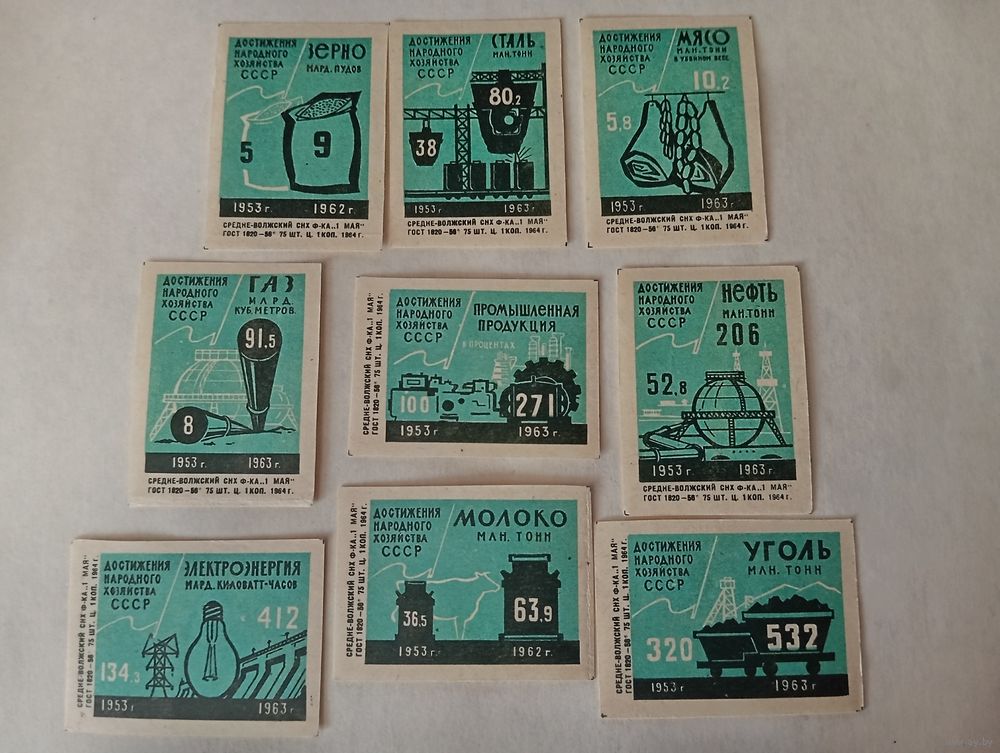 ДОСТИЖЕНИЯ
НАРОДНОГО
ХОЗЯЙСТВА
СССР
ЗЕРНО
МЛРД. ПУДОВ
5
9
1953 г.
1962 г.
СРЕДНЕ-ВОЛЖСКИЙ СНХ Ф-КА „1 МАЯ"
ГОСТ 1820-56* 75 ШТ. Ц. 1 КОП. 1964 г.
ДОСТИЖЕНИЯ
НАРОДНОГО
ХОЗЯЙСТВА
СССР
СТАЛЬ
МЛН. ТОНН
80,2
38
1953 г.
1963 г.
СРЕДНЕ-ВОЛЖСКИЙ СНХ Ф-КА „1 МАЯ"
ГОСТ 1820-56* 75 ШТ. Ц. 1 КОП. 1964 г.
ДОСТИЖЕНИЯ
НАРОДНОГО
ХОЗЯЙСТВА
СССР
МЯСО
МЛН. ТОНН
В УБОЙНОМ ВЕСЕ
10,2
5,8
1953 г.
1963 г.
СРЕДНЕ-ВОЛЖСКИЙ СНХ Ф-КА „1 МАЯ"
ГОСТ 1820-56* 75 ШТ. Ц. 1 КОП. 1964 г.
ДОСТИЖЕНИЯ
НАРОДНОГО
ХОЗЯЙСТВА
СССР
ГАЗ
МЛРД.
КУБ. МЕТРОВ.
91,5
8
1953 г.
1963 г.
СРЕДНЕ-ВОЛЖСКИЙ СНХ Ф-КА „1 МАЯ"
ГОСТ 1820-56* 75 ШТ. Ц. 1 КОП. 1964 г.
СРЕДНЕ-ВОЛЖСКИЙ СНХ Ф-КА „1 МАЯ"
ГОСТ 1820-56* 75 ШТ. Ц. 1 КОП. 1964 г.
ДОСТИЖЕНИЯ
НАРОДНОГО
ХОЗЯЙСТВА
СССР
ПРОМЫШЛЕННАЯ
ПРОДУКЦИЯ
В ПРОЦЕНТАХ
100
271
1953 г.
1963 г.
ДОСТИЖЕНИЯ
НАРОДНОГО
ХОЗЯЙСТВА
СССР
НЕФТЬ
МЛН. ТОНН
206
52,8
1953 г.
1963 г.
СРЕДНЕ-ВОЛЖСКИЙ СНХ Ф-КА „1 МАЯ"
ГОСТ 1820-56* 75 ШТ. Ц. 1 КОП. 1964 г.
СРЕДНЕ-ВОЛЖСКИЙ СНХ Ф-КА „1 МАЯ"
ГОСТ 1820-56* 75 ШТ. Ц. 1 КОП. 1964 г.
ДОСТИЖЕНИЯ
НАРОДНОГО
ХОЗЯЙСТВА
СССР
ЭЛЕКТРОЭНЕРГИЯ
МЛРД. КИЛОВАТТ-ЧАСОВ
412
134,3
1953 г
1963 г
СРЕДНЕ-ВОЛЖСКИЙ СНХ Ф-КА „1 МАЯ"
ГОСТ 1820-56* 75 ШТ. Ц. 1 КОП. 1964 г.
ДОСТИЖЕНИЯ
НАРОДНОГО
ХОЗЯЙСТВА
СССР
МОЛОКО
МЛН. ТОНН
36,5
63,9
1953 г.
1962 г.
СРЕДНЕ-ВОЛЖСКИЙ СНХ Ф-КА „1 МАЯ"
ГОСТ 1820-56* 75 ШТ. Ц. 1 КОП. 1964 г.
ДОСТИЖЕНИЯ
НАРОДНОГО
ХОЗЯЙСТВА
СССР
УГОЛЬ
МЛН. ТОНН
320
532
1953 г
1963 г.